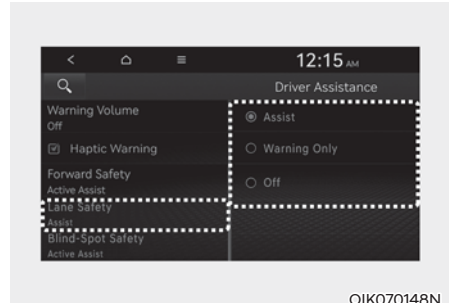 12:15 AM
Driver Assistance
Warning Volume
Off
Haptic Warning
Forward Safety
Active Assist
Lane Safety
Assist
Blind-Spot Safety
Active Assist
Assist
Warning Only
Off
OIK070148N